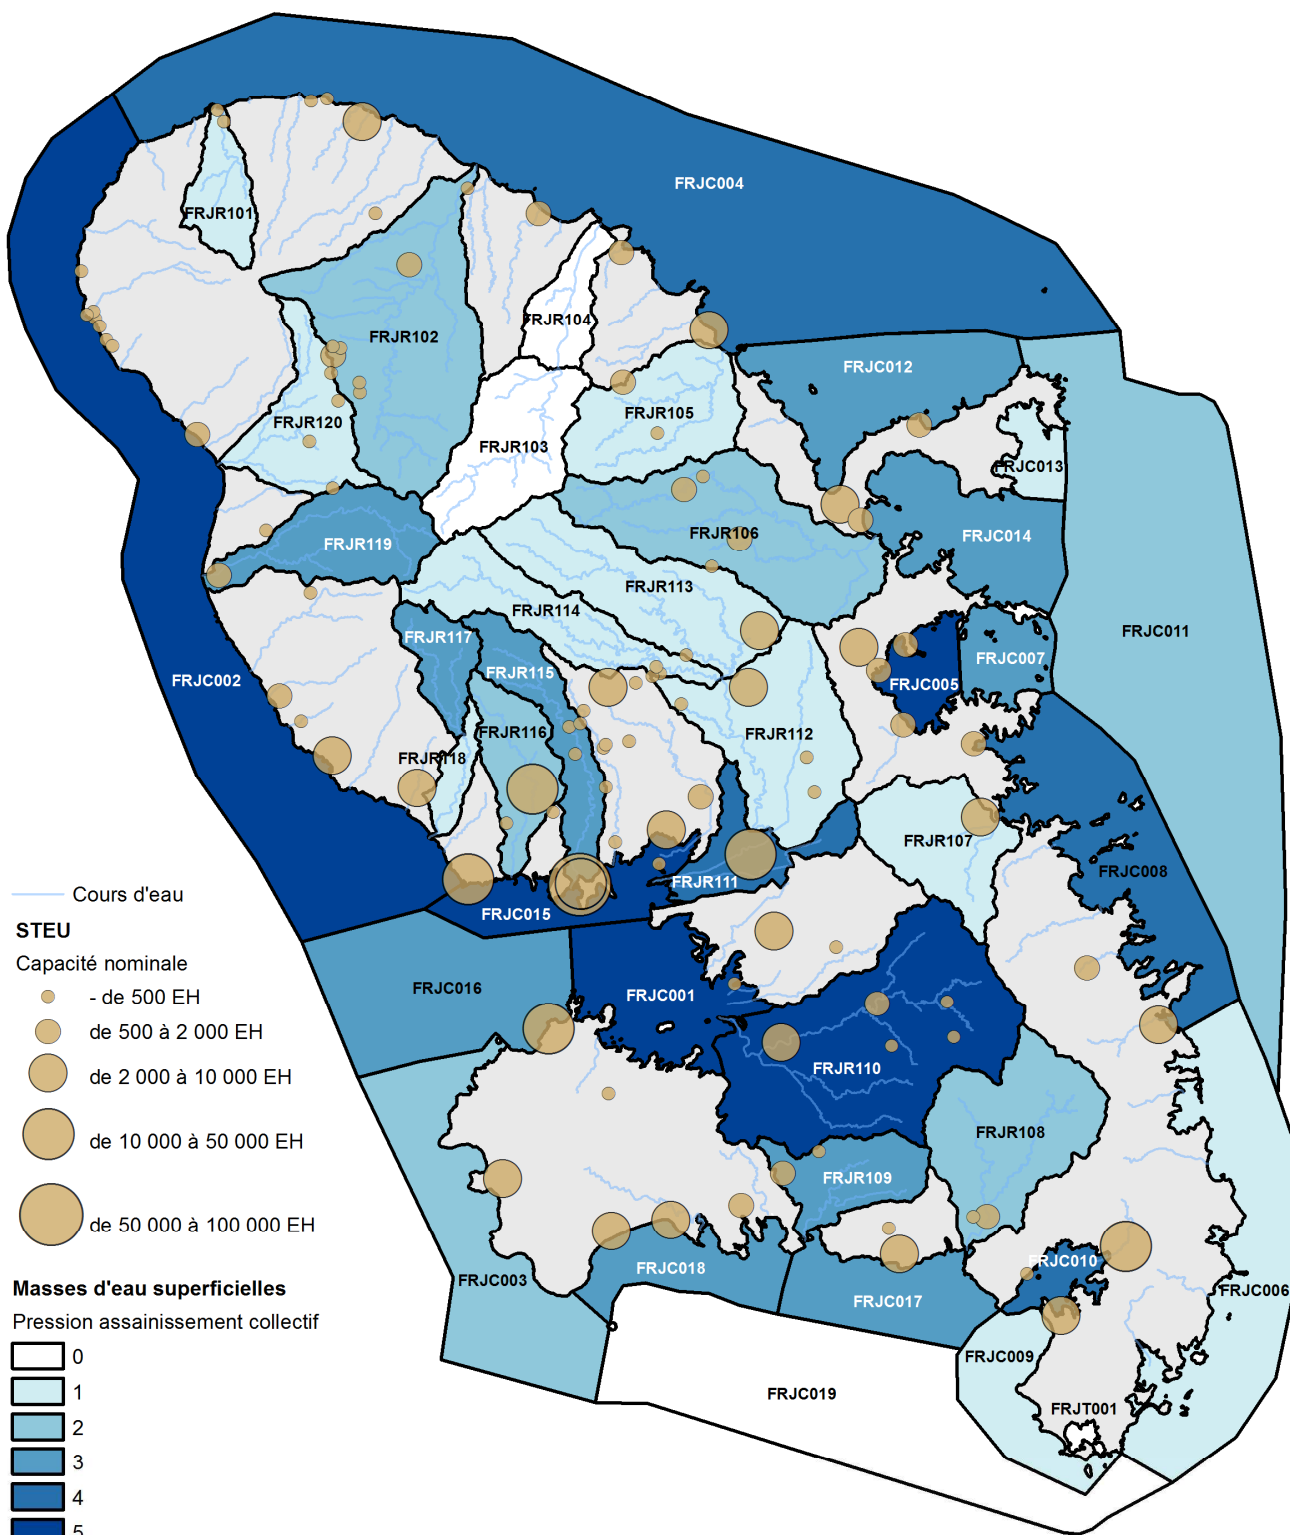 FRJC004
FRJR101
FRJR104
FRJR102
FRJC012
FRJR105
FRJR120
FRJR103
FRJC013
FRJR106
FRJC014
FRJR119
FRJR113
FRJR114
FRJC011
FRJR117
FRJC007
FRJR115
FRJC002
FRJC005
FRJR116
FRJR112
FRJR118
FRJR107
FRJC008
FRJR111
Cours d'eau
FRJC015
STEU
Capacité nominale
FRJC016
FRJC001
- de 500 EH
de 500 à 2 000 EH
FRJR110
de 2 000 à 10 000 EH
FRJR108
de 10 000 à 50 000 EH
FRJR109
de 50 000 à 100 000 EH
FRJC010
FRJC018
FRJC003
FRJC006
Masses d'eau superficielles
FRJC017
Pression assainissement collectif
0
FRJC009
1
FRJC019
FRJT001
2
3
4
5